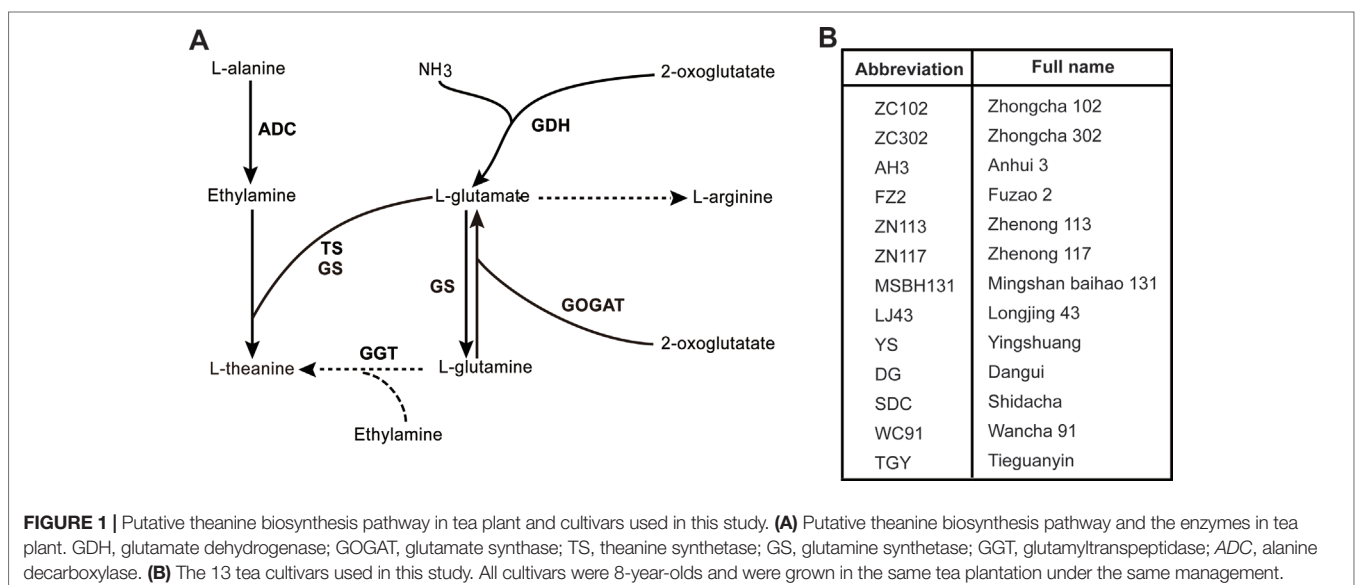 A
L-alanine
NH3
2-oxoglutatate
ADC
GDH
Ethylamine
L-glutamate
L-arginine
TS
GS
GS
GOGAT
2-oxoglutatate
GGT
L-theanine
L-glutamine
Ethylamine
B
Abbreviation Full name
ZC102 Zhongcha 102
ZC302 Zhongcha 302
AH3 Anhui 3
FZ2 Fuzao 2
ZN113 Zhenong 113
ZN117 Zhenong 117
MSBH131 Mingshan baihao 131
LJ43 Longjing 43
YS Yingshuang
DG Dangui
SDC Shidacha
WC91 Wancha 91
TGY Tieguanyin
FIGURE 1 | Putative theanine biosynthesis pathway in tea plant and cultivars used in this study. (A) Putative theanine biosynthesis pathway and the enzymes in tea
plant. GDH, glutamate dehydrogenase; GOGAT, glutamate synthase; TS, theanine synthetase; GS, glutamine synthetase; GGT, glutamyltranspeptidase; ADC, alanine
decarboxylase. (B) The 13 tea cultivars used in this study. All cultivars were 8-year-olds and were grown in the same tea plantation under the same management.